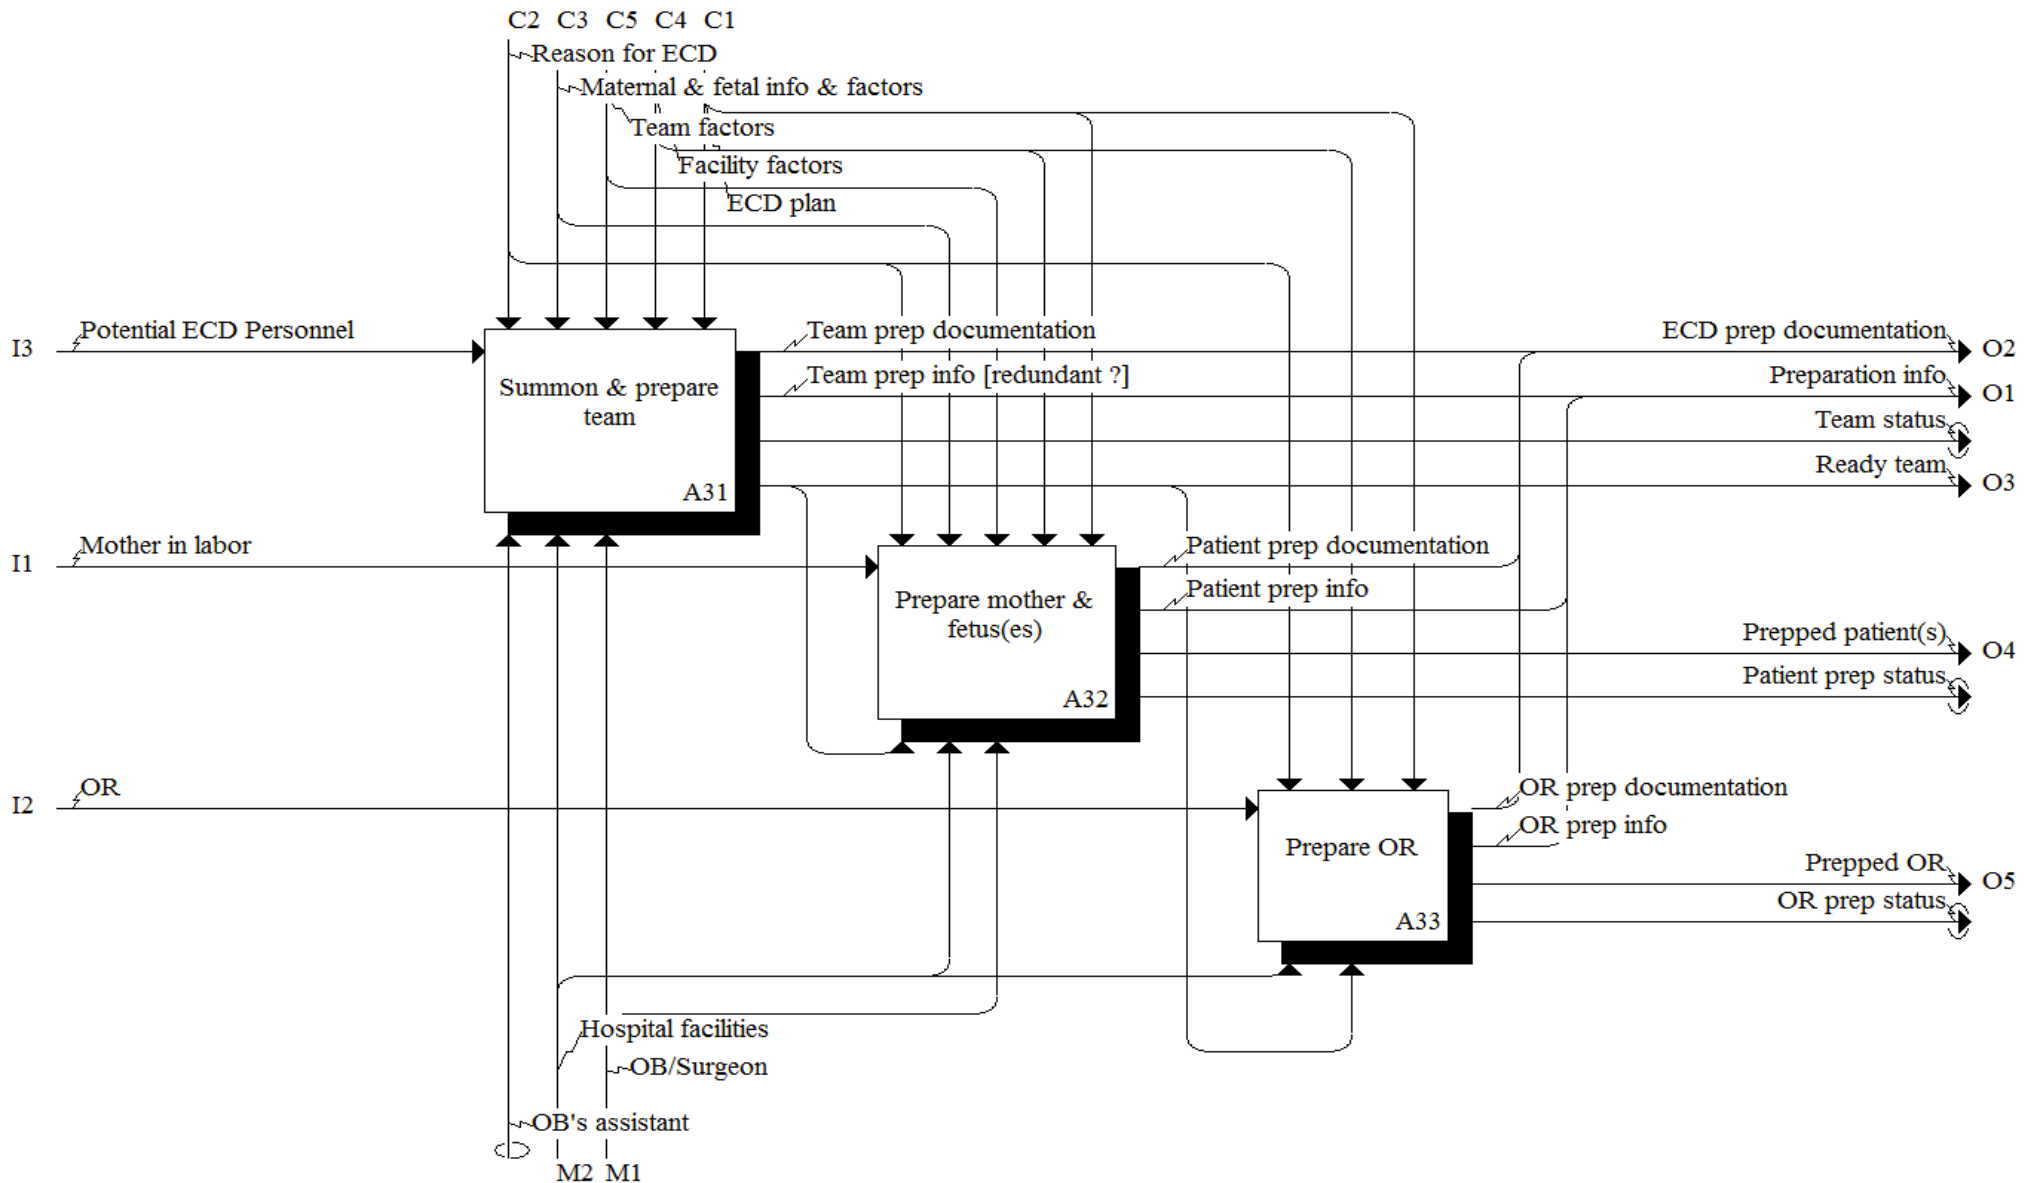 C2 C3 C5 C4 C1
Reason for ECD
Maternal & fetal info & factors
Team factors
Facility factors
ECD plan
Potential ECD Personnel
Team prep documentation
ECD prep documentation
I3
O2
Team prep info [redundant ?]
Preparation info
O1
Summon & prepare
team
Team status
Ready team
A31
O3
Mother in labor
Patient prep documentation
I1
Patient prep info
Prepare mother &
fetus(es)
Prepped patient(s)
O4
Patient prep status
A32
OR
OR prep documentation
I2
OR prep info
Prepare OR
Prepped OR
O5
OR prep status
A33
Hospital facilities
OB/Surgeon
OB's assistant
M2 M1